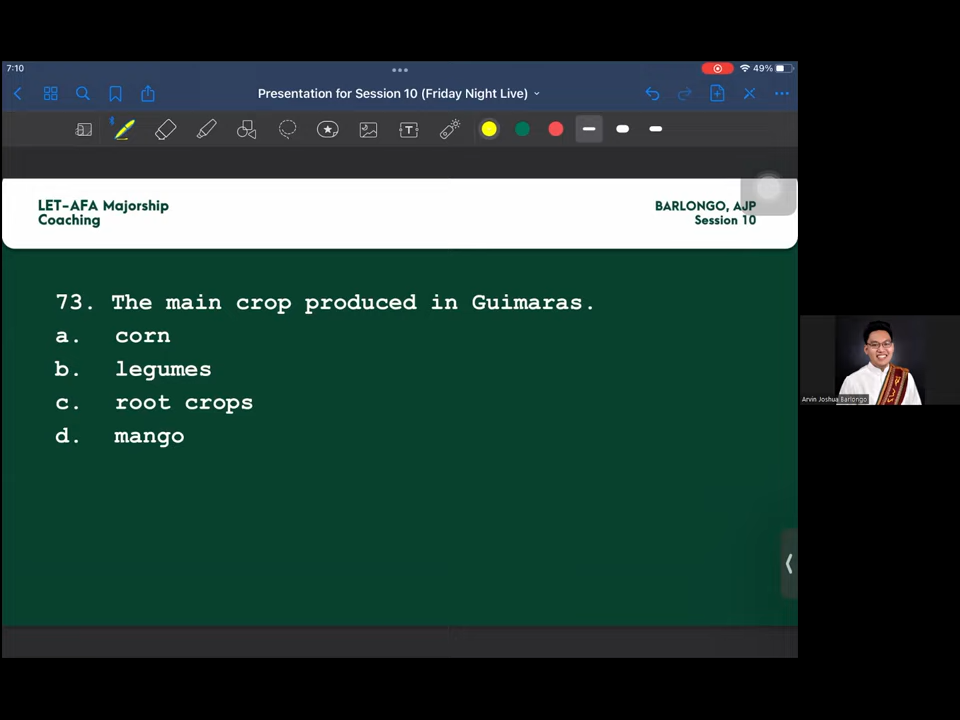 7:10
49%
Presentation for Session 10 (Friday Night Live)
T
LET-AFA Majorship
Coaching
BARLONGO, AJP
Session 10
73. The main crop produced in Guimaras.
a. corn
b. legumes
c. root crops
d. mango
Arvin Joshua Barlongo